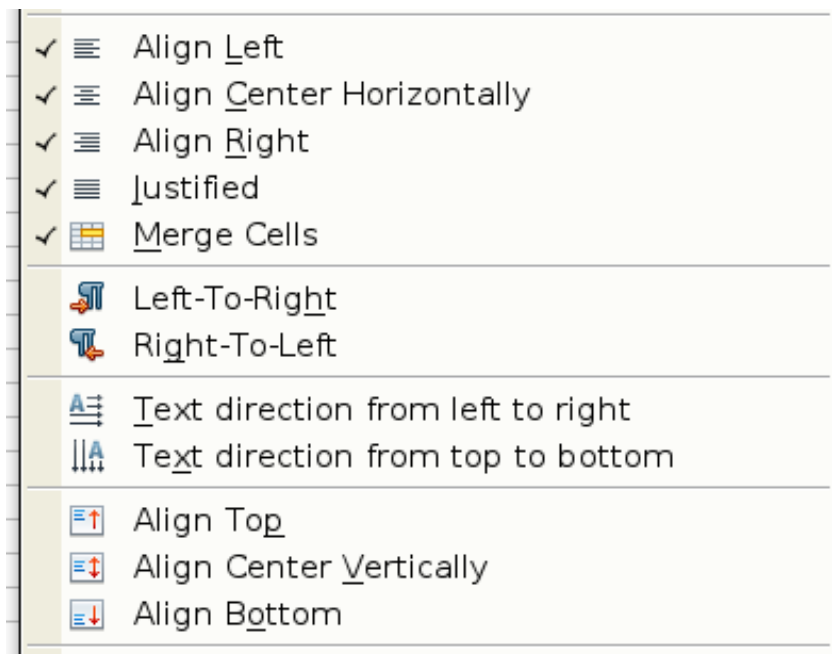 Align Left
Align Center Horizontally
Align Right
Justified
Merge Cells
Left-To-Right
Right-To-Left
Text direction from left to right
Text direction from top to bottom
Align Top
Align Center Vertically
Align Bottom